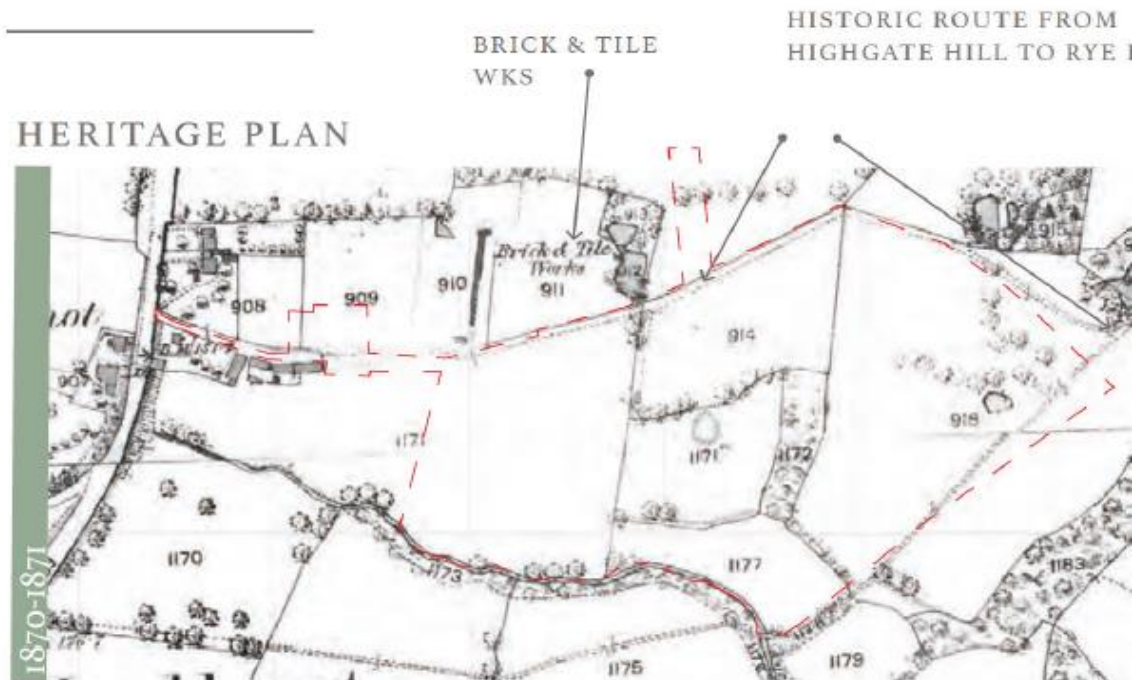 HISTORIC ROUTE FROM
HIGHGATE HILL TO RYE
BRICK & TILE
WKS
HERITAGE PLAN
Brick & Tile
Works
910
911
912
913
908
909
914
915
907
918
1171
1171
1172
1170
1173
1177
1183
1175
1179
1870-1871